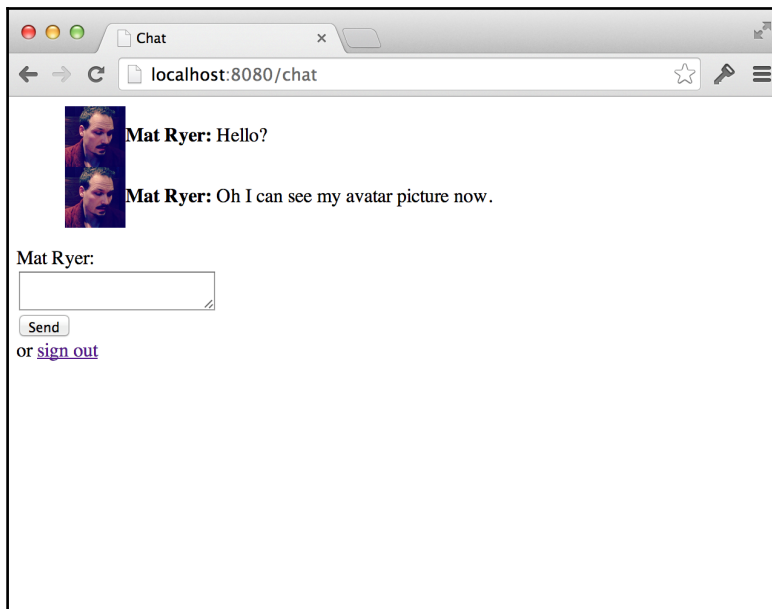 Chat
localhost:8080/chat
Mat Ryer: Hello?
Mat Ryer: Oh I can see my avatar picture now.
Mat Ryer:
Send
or sign out